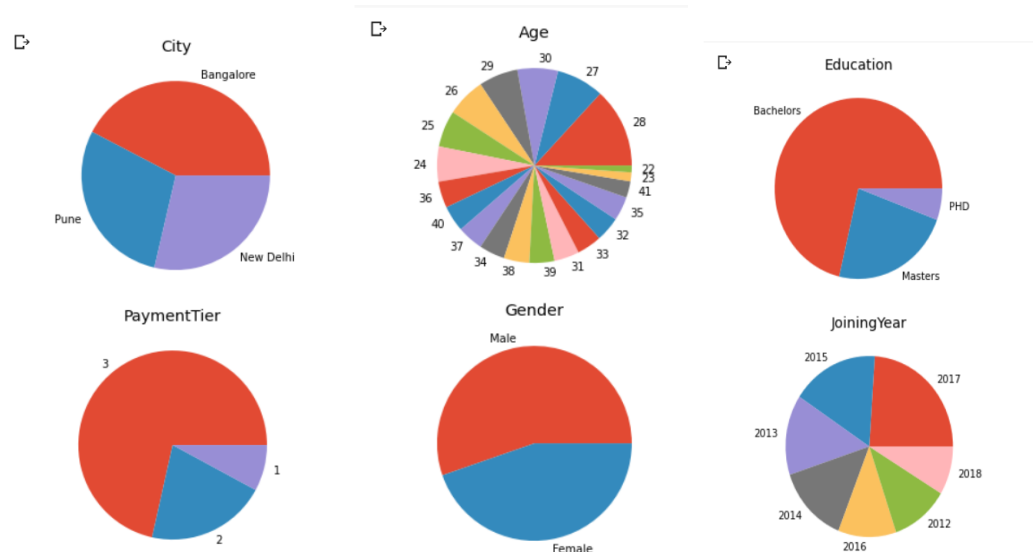 City
Bangalore
Pune
New Delhi
Age
30
27
29
26
28
25
24
22
23
41
36
35
40
32
37
33
34
31
38
39
Education
Bachelors
PHD
Masters
PaymentTier
3
1
2
Gender
Male
Female
JoiningYear
2015
2017
2013
2018
2014
2012
2016